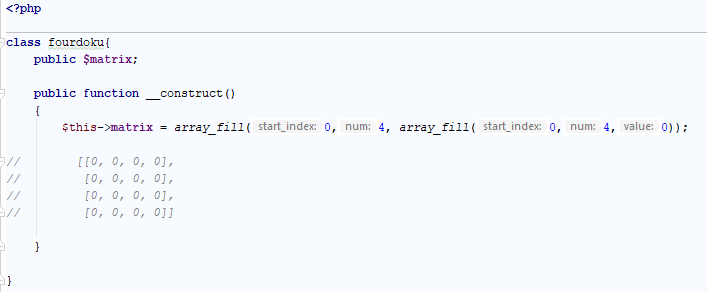 <?php
class fourdoku{
public $matrix;
public function __construct()
{
$this->matrix = array_fill( start_index: 0, num: 4, array_fill( start_index: 0, num: 4, value: 0));
// [[0, 0, 0, 0],
// [0, 0, 0, 0],
// [0, 0, 0, 0],
// [0, 0, 0, 0]]
}
}